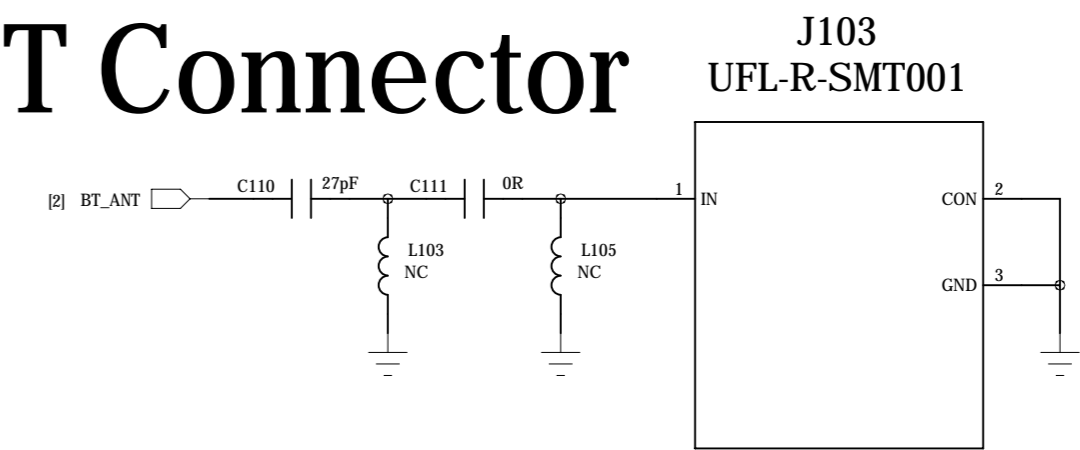 T Connector
J103
UFL-R-SMT001
[2] BT_ANT
C110
27pF
C111
0R
1
IN
CON
2
L103
NC
L105
NC
GND
3